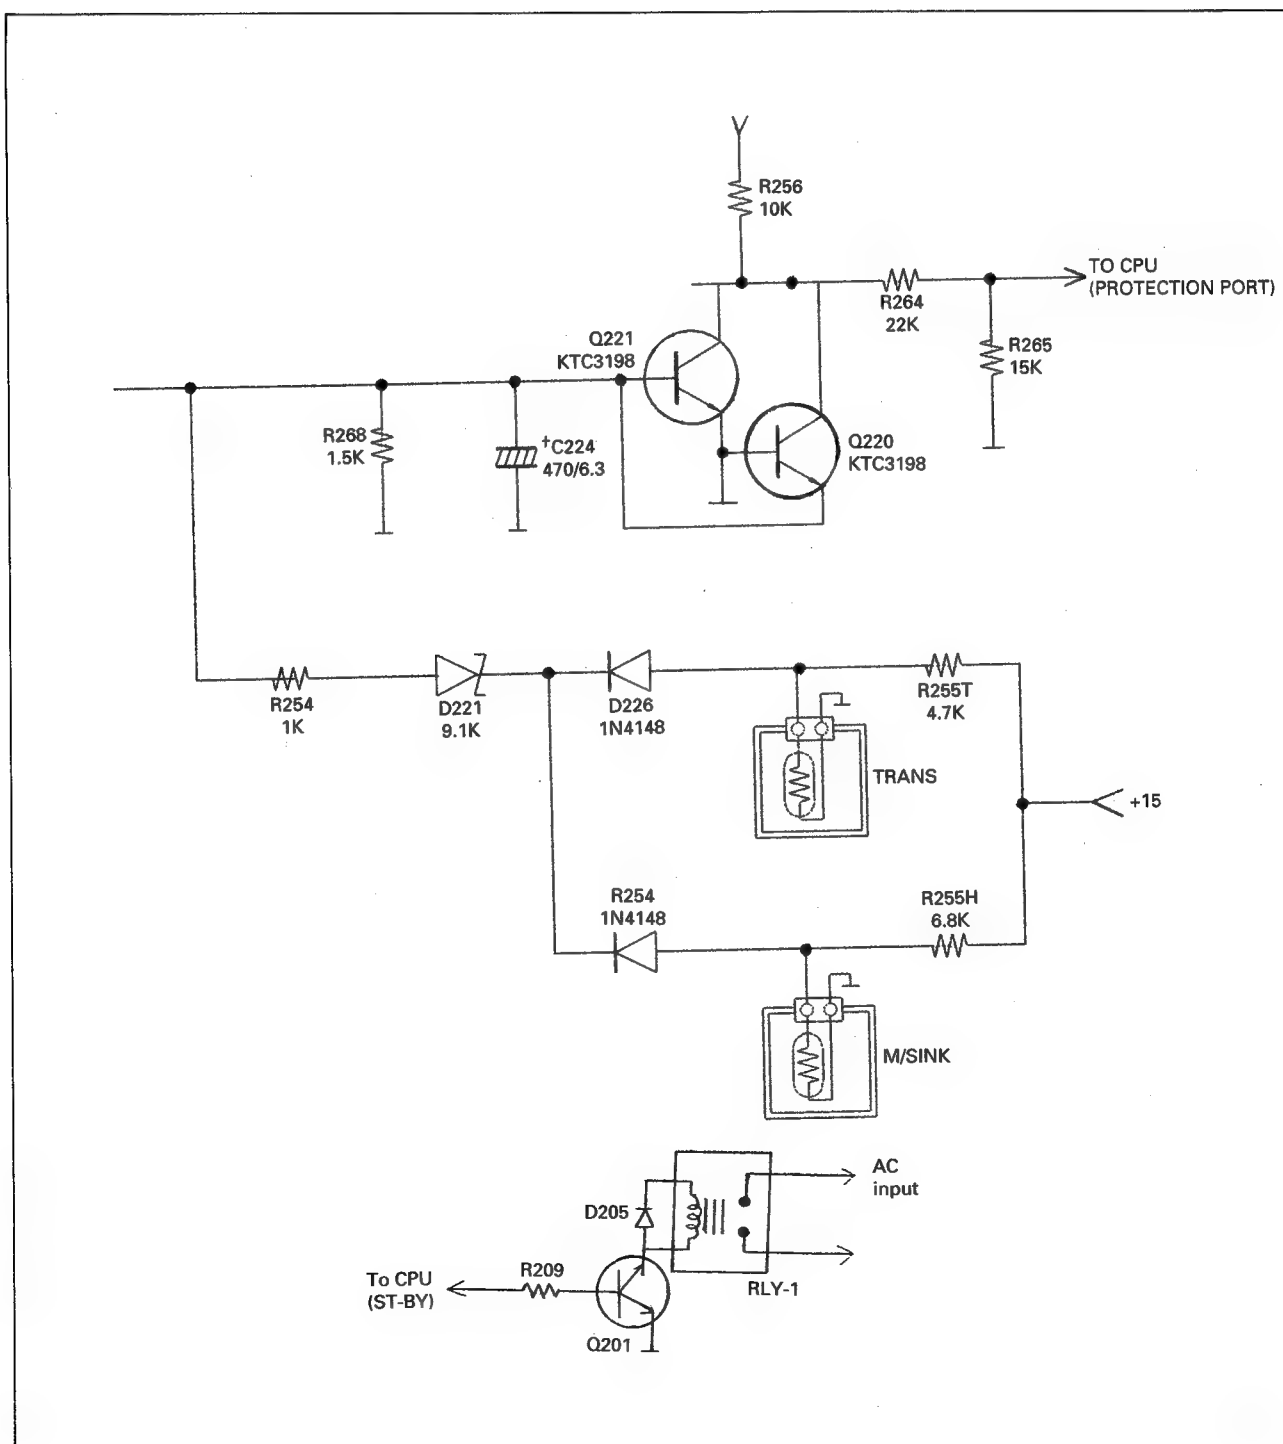 R256
10K
TO CPU
(PROTECTION PORT)
R264
22K
R265
15K
Q221
KTC3198
Q220
KTC3198
R268
1.5K
+C224
470/6.3
R254
1K
D221
9.1K
D226
1N4148
R255T
4.7K
TRANS
+15
R254
1N4148
R255H
6.8K
M/SINK
AC
input
D205
RLY-1
To CPU
(ST-BY)
R209
Q201